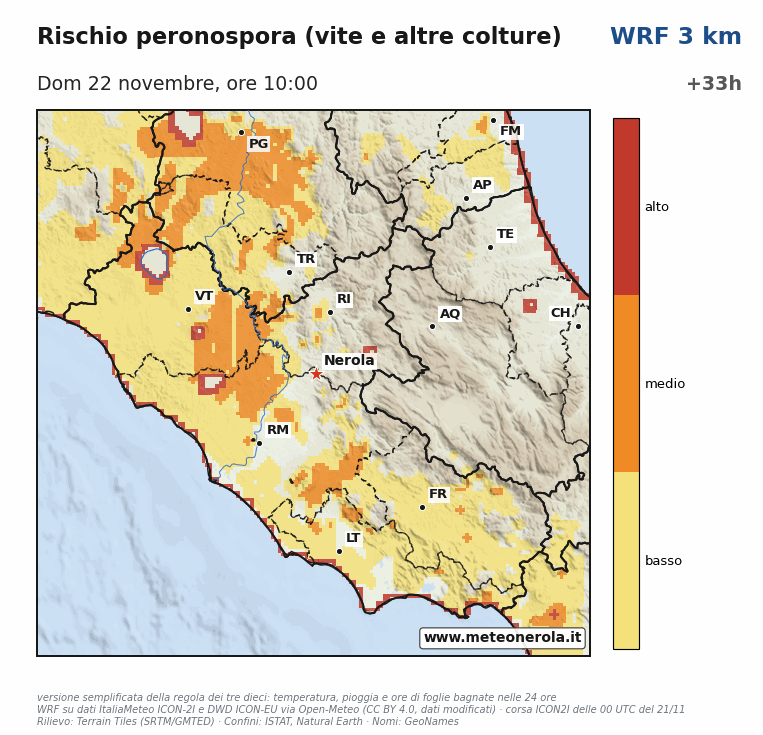 Rischio peronospora (vite e altre colture)
WRF 3 km
Dom 22 novembre, ore 10:00
+33h
FM
PG
AP
TE
TR
VT
RI
AQ
CH
Nerola
RM
FR
LT
alto
medio
basso
www.meteonerola.it
versione semplificata della regola dei tre dieci: temperatura, pioggia e ore di foglie bagnate nelle 24 ore
WRF su dati ItaliaMeteo ICON-2I e DWD ICON-EU via Open-Meteo (CC BY 4.0, dati modificati) · corsa ICON2I delle 00 UTC del 21/11
Rilievo: Terrain Tiles (SRTM/GMTED) · Confini: ISTAT, Natural Earth · Nomi: GeoNames